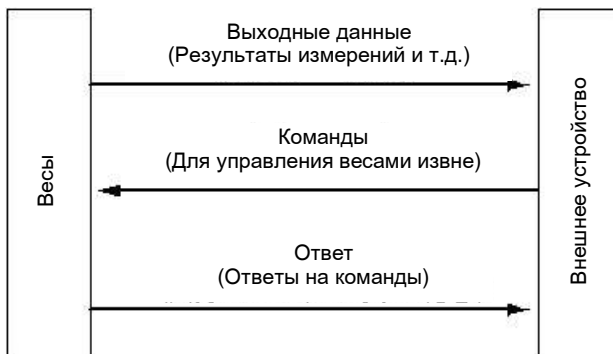 Выходные данные
(Результаты измерений и т.д.)
Команды
(Для управления весами извне)
Ответ
(Ответы на команды)
Весы
Внешнее устройство